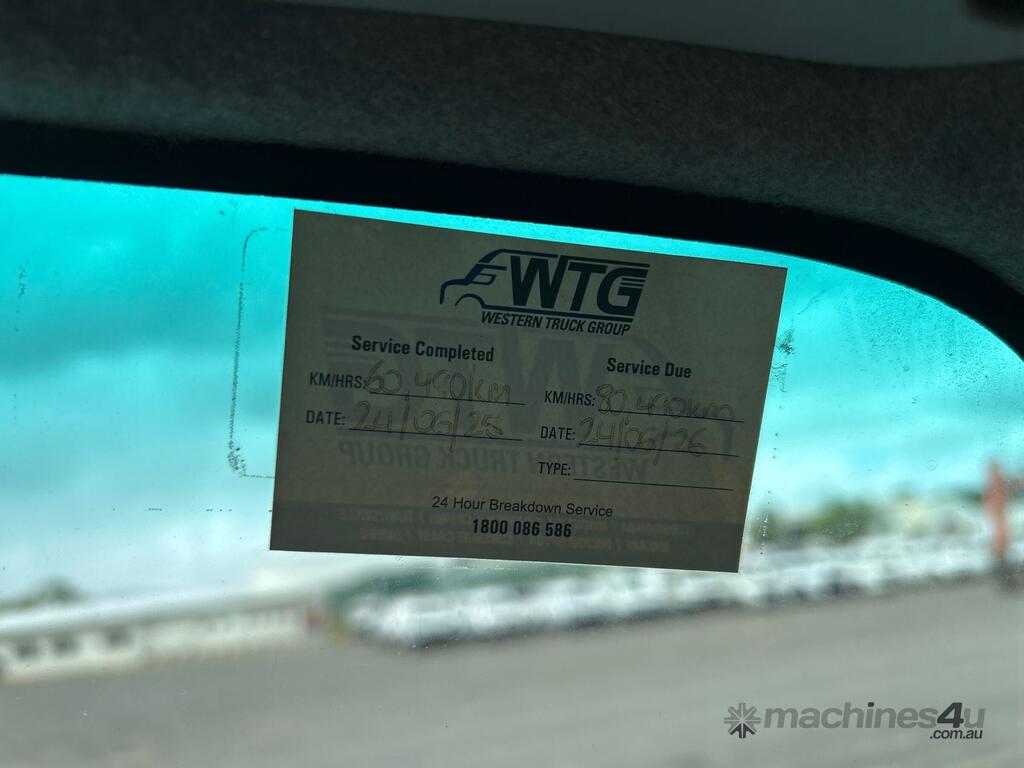 WTG
WESTERN TRUCK GROUP
Service Completed
KM/HRS: 60,490km
DATE: 24/06/25
Service Due
KM/HRS: 80,490km
DATE: 24/06/26
TYPE:
24 Hour Breakdown Service
1800 086 586
machines4u
.com.au